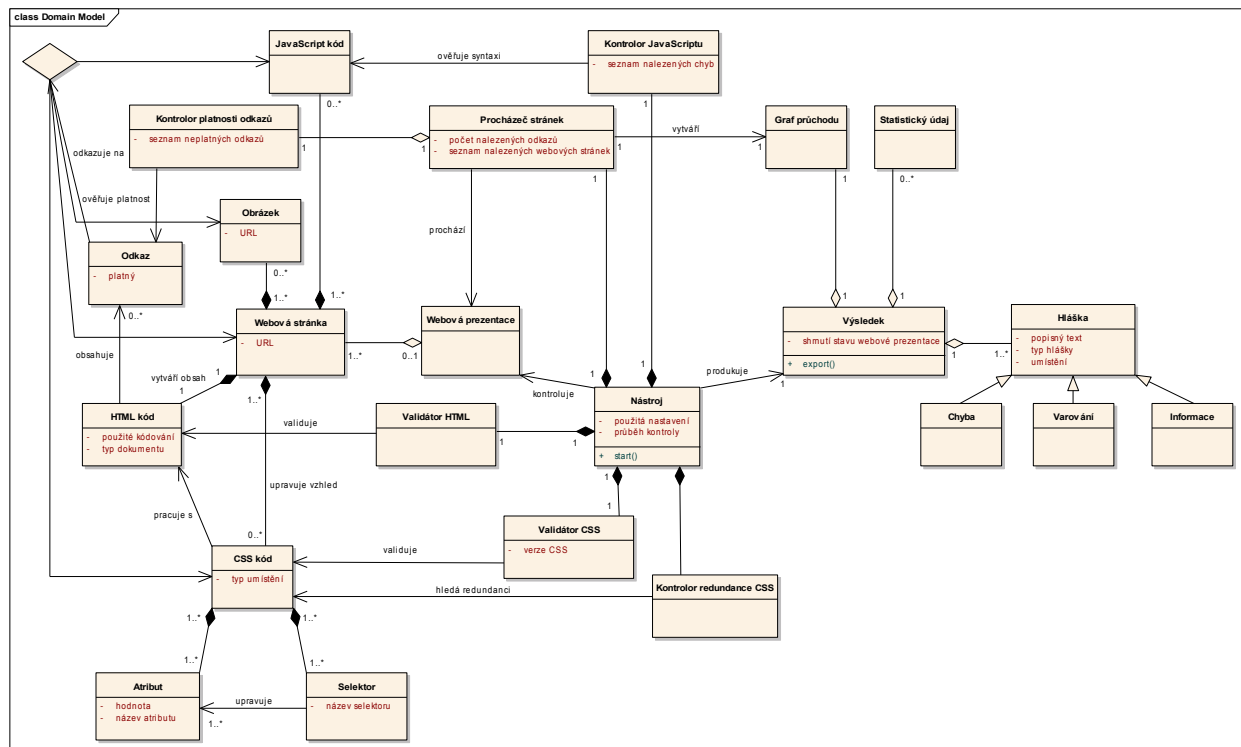 class Domain Model
JavaScript kód
0..*
ověřuje syntaxi
Kontrolor JavaScriptu
- seznam nalezených chyb
1
Kontrolor platnosti odkazů
- seznam neplatných odkazů
1
1
Procházeč stránek
- počet nalezených odkazů
- seznam nalezených webových stránek
1
1
vytváří
1
Graf průchodu
1
Statistický údaj
0..*
odkazuje na
ověřuje platnost
Obrázek
- URL
0..*
prochází
Odkaz
- platný
0..*
1..*
1..*
Webová stránka
- URL
1..*
0..1
Webová prezentace
1
1
Výsledek
- shrnutí stavu webové prezentace
+ export()
1
1..*
Hláška
- popisný text
- typ hlášky
- umístění
obsahuje
vytváří obsah
1
1
1..*
kontroluje
1
1
produkuje
1
Nástroj
- použitá nastavení
- průběh kontroly
+ start()
Chyba
Varování
Informace
HTML kód
- použité kódování
- typ dokumentu
validuje
Validátor HTML
1
1
1
1
pracuje s
upravuje vzhled
0..*
Validátor CSS
- verze CSS
validuje
CSS kód
- typ umístění
hledá redundanci
Kontrolor redundance CSS
1..*
1..*
1..*
1..*
Atribut
- hodnota
- název atributu
upravuje
1..*
Selektor
- název selektoru